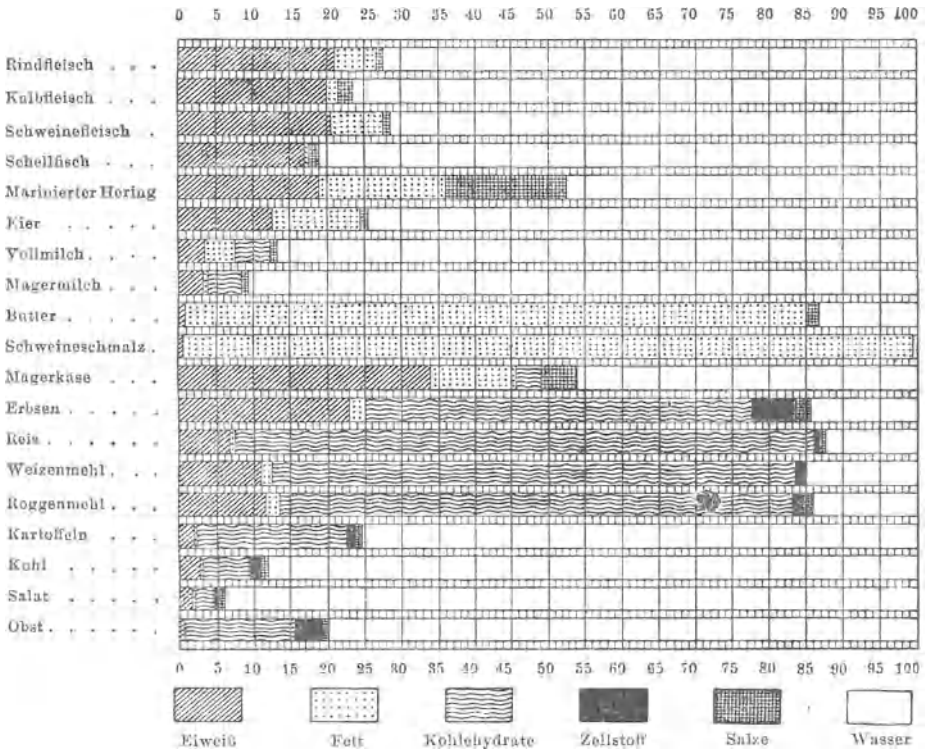 0 5 10 15 20 25 30 35 40 45 50 55 60 65 70 75 80 85 90 95 100
Rindfleisch . . .
Kalbfleisch . . .
Schweinefleisch .
Schellfisch . . .
Marinierter Hering
Eier . . . . .
Vollmilch . . . .
Magermilch . . .
Butter . . . . .
Schweineschmalz .
Magerkäse . . .
Erbsen . . . . .
Reis . . . . . .
Weizenmehl . . .
Roggenmehl . . .
Kartoffeln . . .
Kohl . . . . .
Salat . . . . .
Obst . . . . . .
0 5 10 15 20 25 30 35 40 45 50 55 60 65 70 75 80 85 90 95 100
Eiweiß Fett Kohlehydrate Zellstoff Salze Wasser